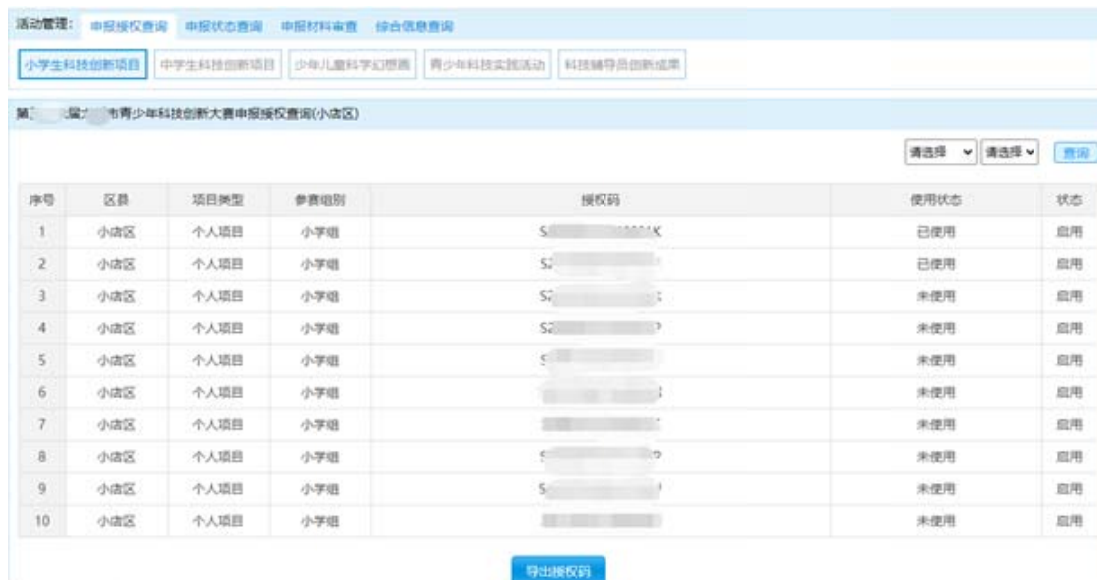 活动管理： 申报授权查询 申报状态查询 申报材料审查 综合信息查询
小学生科技创新项目 中学生科技创新项目 少年儿童科学幻想画 青少年科技实践活动 科技辅导员创新成果
第 届 市青少年科技创新大赛申报授权查询(小店区)
请选择 请选择 查询
序号 区县 项目类型 参赛组别 授权码 使用状态 状态
1 小店区 个人项目 小学组 已使用 启用
2 小店区 个人项目 小学组 已使用 启用
3 小店区 个人项目 小学组 未使用 启用
4 小店区 个人项目 小学组 未使用 启用
5 小店区 个人项目 小学组 未使用 启用
6 小店区 个人项目 小学组 未使用 启用
7 小店区 个人项目 小学组 未使用 启用
8 小店区 个人项目 小学组 未使用 启用
9 小店区 个人项目 小学组 未使用 启用
10 小店区 个人项目 小学组 未使用 启用
导出授权码